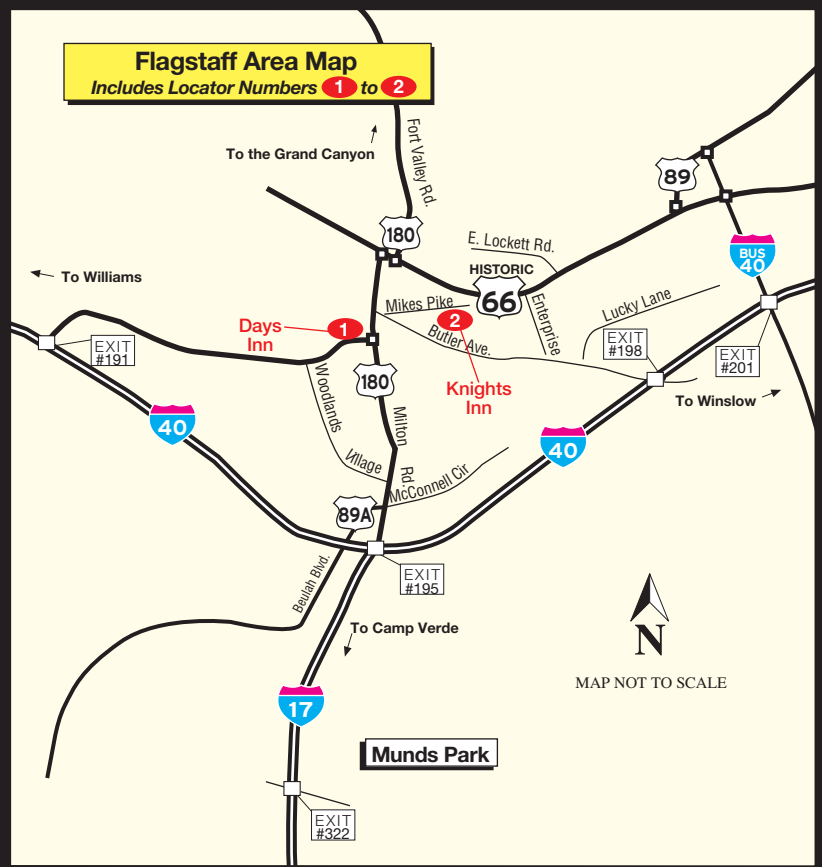 Flagstaff Area Map
Includes Locator Numbers 1 to 2
Fort Valley Rd.
To the Grand Canyon
89
180
E. Lockett Rd.
BUS
40
HISTORIC
66
To Williams
Mikes Pike
Enterprise
Lucky Lane
Days
Inn
1
2
Butler Ave.
EXIT
#191
EXIT
#198
EXIT
#201
Knights
Inn
180
To Winslow
Woodlands
Village
Milton
Rd.
40
40
McConnell Cir
89A
EXIT
#195
Beulah Blvd.
To Camp Verde
N
MAP NOT TO SCALE
17
Munds Park
EXIT
#322